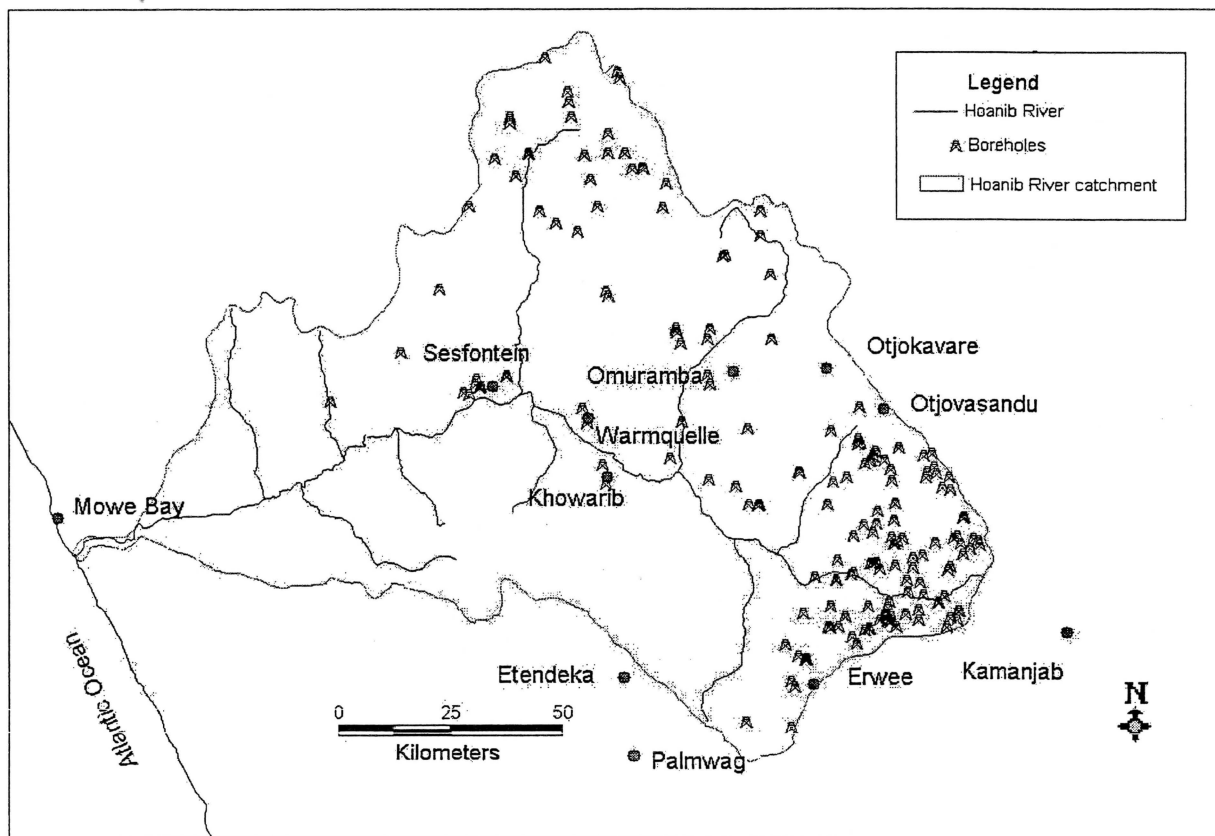 Legend
Hoanib River
Boreholes
Hoanib River catchment
Otjokavare
Sesfontein
Omuramba
Otjovasandu
Warmquelle
Khowarib
Mowe Bay
Atlantic Ocean
Etendeka
Erwee
Kamanjab
N
0 25 50
Kilometers
Palmwag